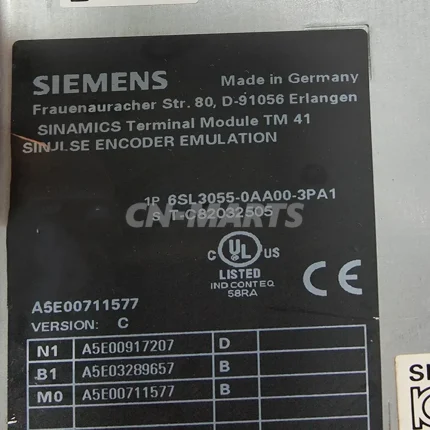 SIEMENS
Made in Germany
Frauenauracher Str. 80, D-91056 Erlangen
SINAMICS Terminal Module TM 41
ENCODER EMULATION
1P 6SL3055-0AA00-3PA1
S T-C82032505
CN-MARTS
C UL US
LISTED
IND CONT EQ
58RA
CE
A5E00711577
VERSION: C
N1 A5E00917207 D
B1 A5E03289657 B
M0 A5E00711577 B